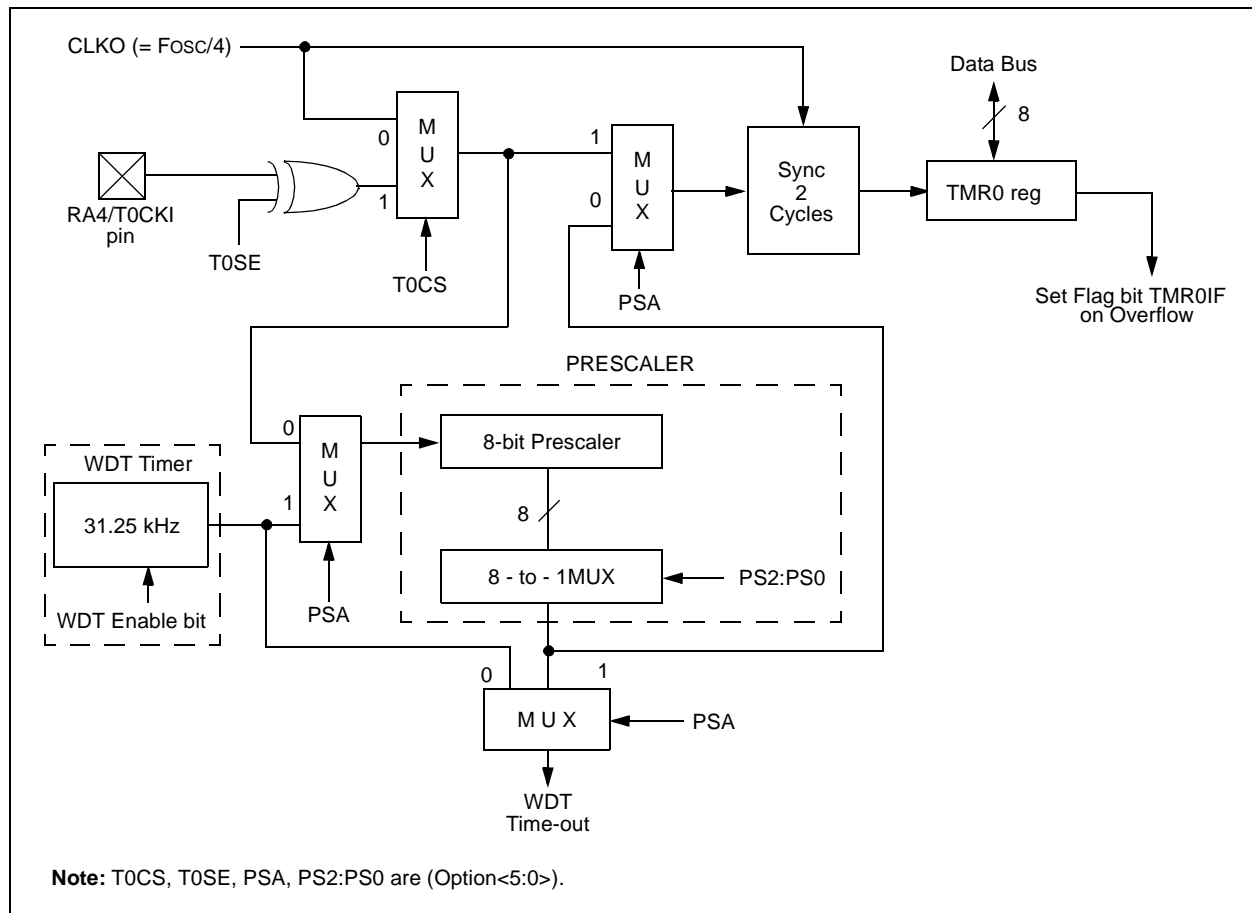 CLKO (= FOSC/4)
Data Bus
8
0
M
U
X
1
RA4/T0CKI
pin
T0SE
T0CS
1
0
M
U
X
PSA
Sync
2
Cycles
TMR0 reg
Set Flag bit TMR0IF
on Overflow
PRESCALER
0
1
M
U
X
PSA
8-bit Prescaler
8
8 - to - 1MUX
PS2:PS0
WDT Timer
31.25 kHz
WDT Enable bit
0
1
M U X
PSA
WDT
Time-out
Note: T0CS, T0SE, PSA, PS2:PS0 are (Option<5:0>).